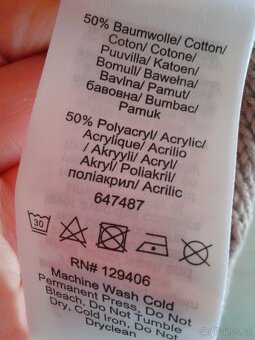 50% Baumwolle/ Cotton/
Coton/ Cotone/
Puuvilla/ Katoen/
Bomull/ Bawełna/
Bavlna/ Pamut/
бавовна/ Bumbac/
Pamuk
50% Polyacryl/ Acrylic/
Acrylique/ Acrilio/
Akryyli/ Acryl/
Akryl/ Poliakril/
поліакрил/ Acrilic
647487
30
RN# 129406
Machine Wash Cold
Permanent Press, Do Not
Bleach, Do Not Tumble
Dry, Cold Iron, Do Not
Dryclean